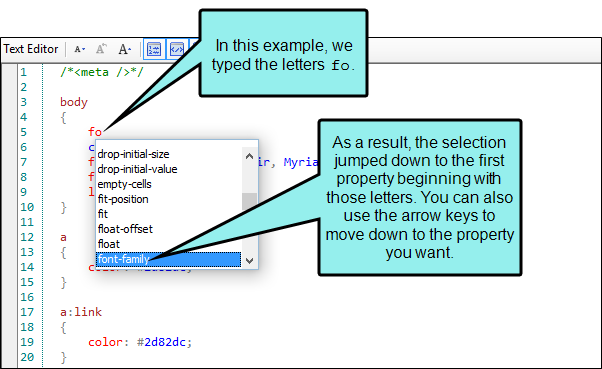 In this example, we
typed the letters fo.
Text Editor A A A
1 /*<meta />*/
2
3 body
4 {
5 fo
6 c
7 f ir, Myria
8 f
9 l
10 }
11
12 a
13 {
14
15 }
16
17 a:link
18 {
19 color: #2d82dc;
20 }
drop-initial-size
drop-initial-value
empty-cells
fit-position
fit
float-offset
float
font-family
As a result, the selection
jumped down to the first
property beginning with
those letters. You can also
use the arrow keys to
move down to the property
you want.